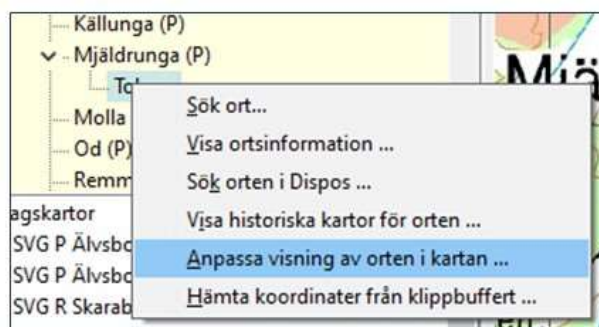 Källunga (P)
Mjäldrunga (P)
Molla
Od (P)
Remm
Sök ort...
Visa ortsinformation ...
Sök orten i Dispos ...
Visa historiska kartor för orten ...
Anpassa visning av orten i kartan ...
Hämta koordinater från klippbuffert ...
agskartor
SVG P Älvsbo
SVG P Älvsbo
SVG R Skarab
Mjä